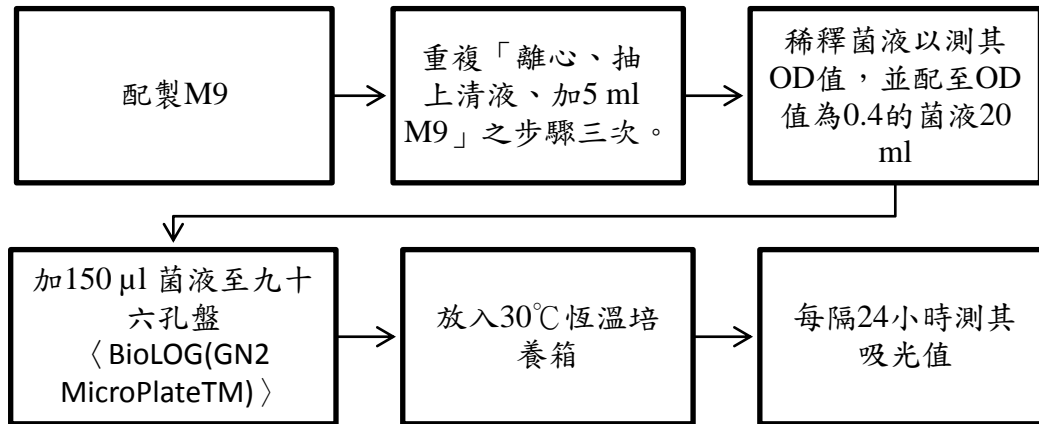 配製M9
重複「離心、抽
上清液、加5 ml
M9」之步驟三次。
稀釋菌液以測其
OD值，並配至OD
值為0.4的菌液20
ml
加150 μl 菌液至九十
六孔盤
〈 BioLOG(GN2
MicroPlateTM) 〉
放入30℃恆溫培
養箱
每隔24小時測其
吸光值